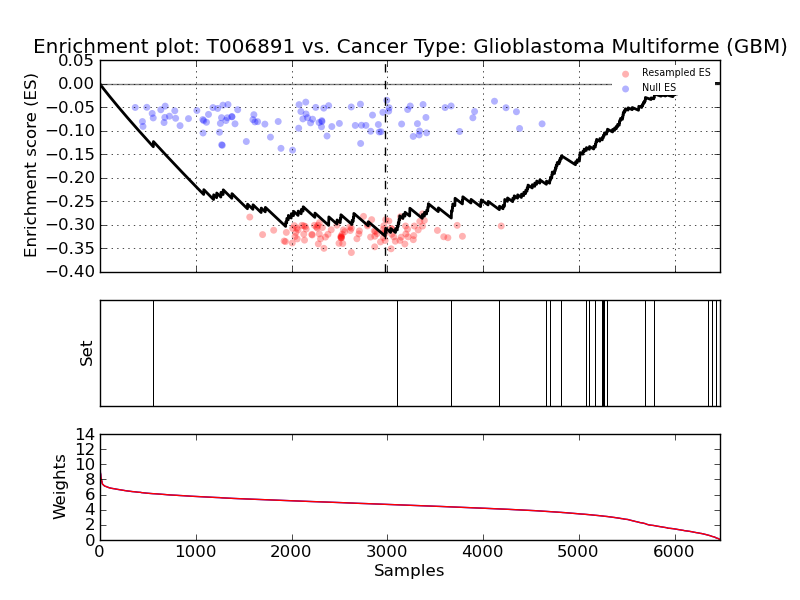 Enrichment plot: T006891 vs. Cancer Type: Glioblastoma Multiforme (GBM)
Enrichment score (ES)
0.05
0.00
−0.05
−0.10
−0.15
−0.20
−0.25
−0.30
−0.35
−0.40
Resampled ES
Null ES
Set
Weights
14
12
10
8
6
4
2
0
0 1000 2000 3000 4000 5000 6000
Samples